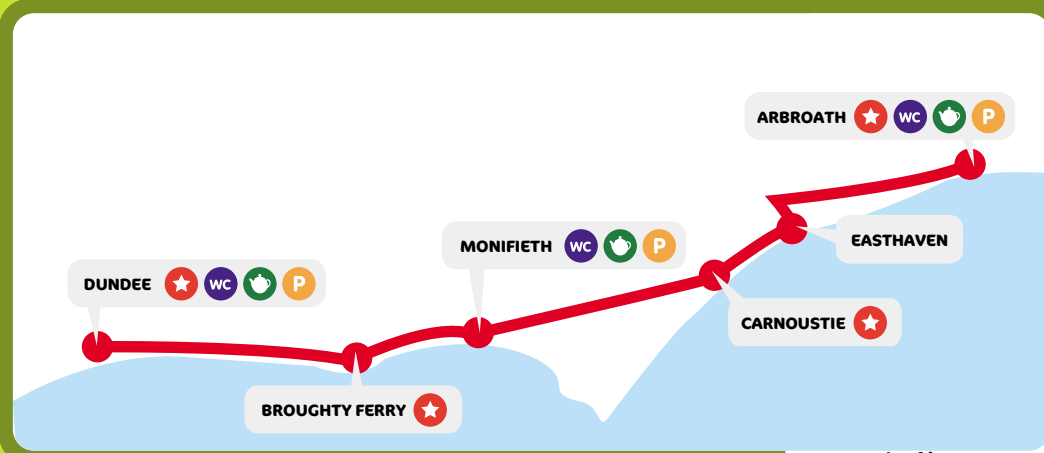 ARBROATH WC P
MONIFIETH WC P
EASTHAVEN
DUNDEE WC P
CARNOUSTIE
BROUGHTY FERRY